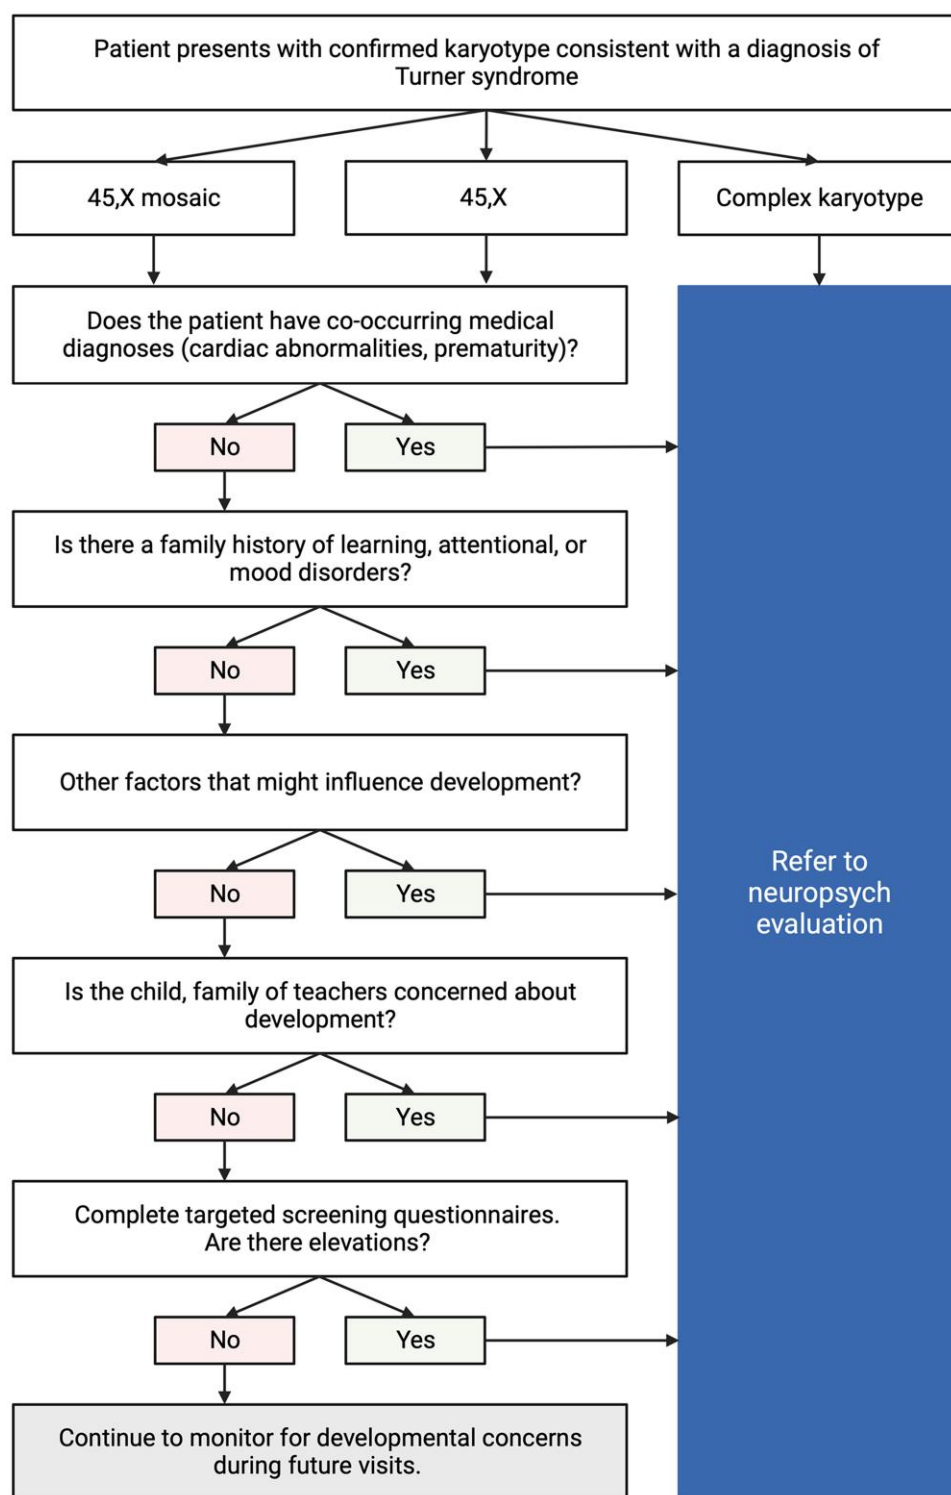 Patient presents with confirmed karyotype consistent with a diagnosis of
Turner syndrome
45,X mosaic
45,X
Complex karyotype
Does the patient have co-occurring medical
diagnoses (cardiac abnormalities, prematurity)?
No
Yes
Is there a family history of learning, attentional, or
mood disorders?
No
Yes
Other factors that might influence development?
No
Yes
Refer to
neuropsych
evaluation
Is the child, family of teachers concerned about
development?
No
Yes
Complete targeted screening questionnaires.
Are there elevations?
No
Yes
Continue to monitor for developmental concerns
during future visits.